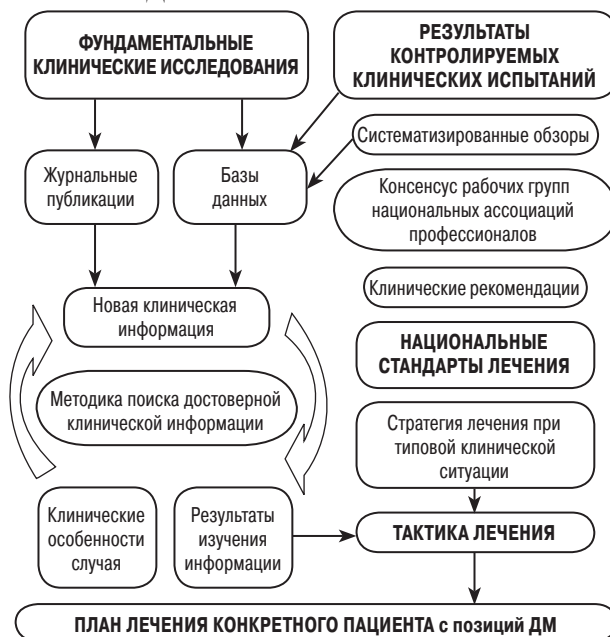 ФУНДАМЕНТАЛЬНЫЕ
КЛИНИЧЕСКИЕ ИССЛЕДОВАНИЯ
РЕЗУЛЬТАТЫ
КОНТРОЛИРУЕМЫХ
КЛИНИЧЕСКИХ ИСПЫТАНИЙ
Журнальные
публикации
Базы
данных
Систематизированные обзоры
Консенсус рабочих групп
национальных ассоциаций
профессионалов
Новая клиническая
информация
Клинические рекомендации
НАЦИОНАЛЬНЫЕ
СТАНДАРТЫ ЛЕЧЕНИЯ
Методика поиска достоверной
клинической информации
Стратегия лечения при
типовой клинической
ситуации
Клинические
особенности
случая
Результаты
изучения
информации
ТАКТИКА ЛЕЧЕНИЯ
ПЛАН ЛЕЧЕНИЯ КОНКРЕТНОГО ПАЦИЕНТА с позиций ДМ